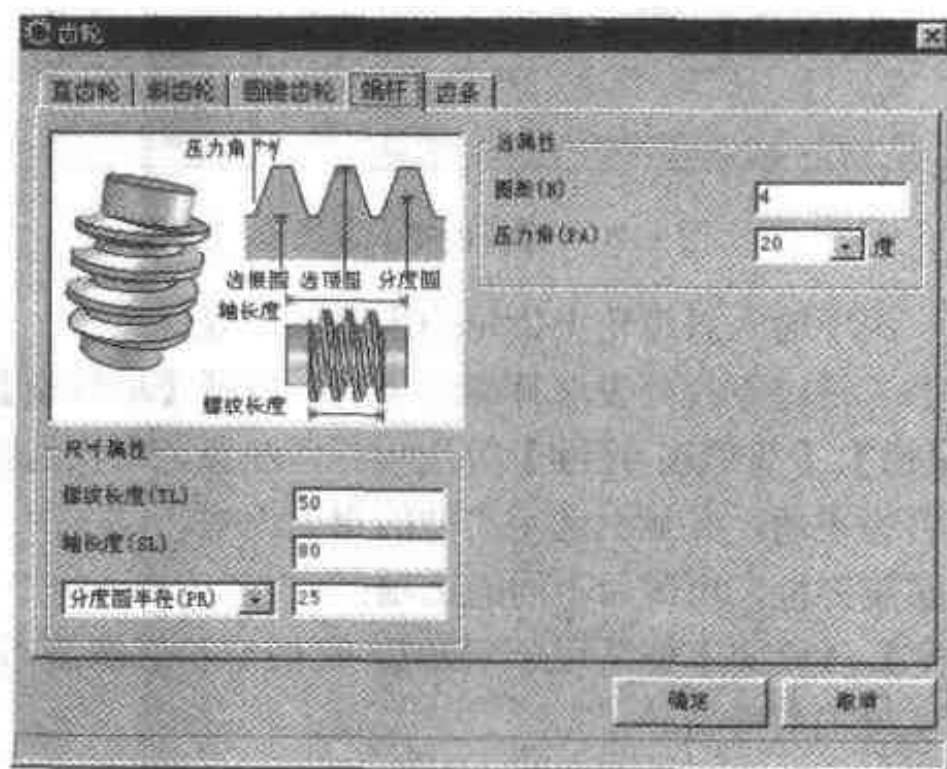 齿轮
直齿轮 斜齿轮 圆锥齿轮 蜗杆 齿条
压力角
齿根圆 齿顶圆 分度圆
轴长度
螺纹长度
尺寸属性
螺纹长度(TL):
50
轴长度(SL):
80
分度圆半径(PR)
25
齿属性
压力角(PA)
4
20 度
确定 取消